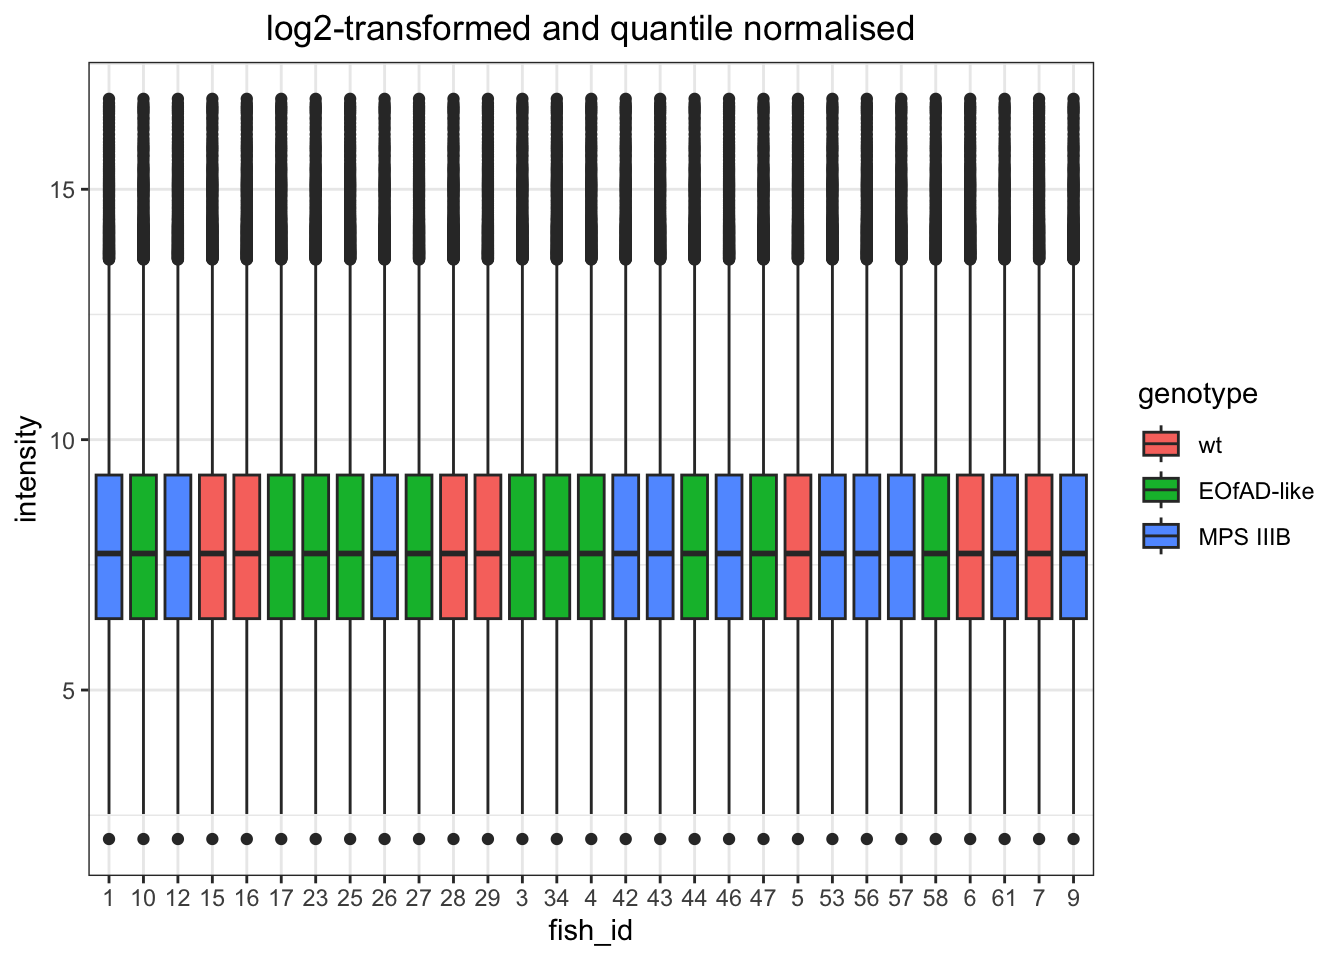 log2-transformed and quantile normalised
intensity
15
10
5
1 10 12 15 16 17 23 25 26 27 28 29 3 34 4 42 43 44 46 47 5 53 56 57 58 6 61 7 9
fish_id
genotype
wt
EOfAD-like
MPS IIIB